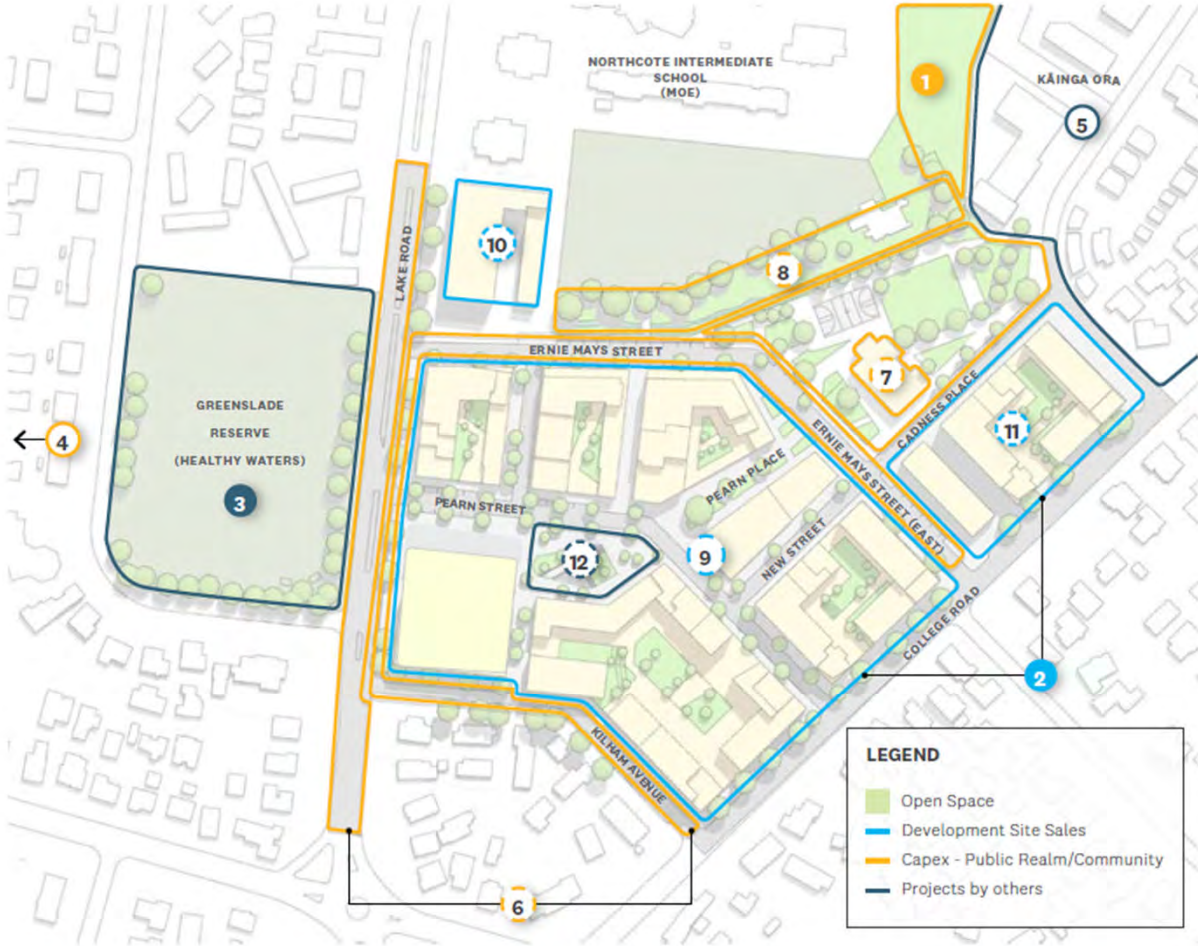 NORTHCOTE INTERMEDIATE
SCHOOL
(MOE)
1
KĀINGA ORA
5
LAKE ROAD
10
8
ERNIE MAYS STREET
7
GREENSLADE
RESERVE
(HEALTHY WATERS)
3
4
CADNESS PLACE
11
ERNIE MAYS STREET (EAST)
PEARN PLACE
PEARN STREET
12
9
NEW STREET
COLLEGE ROAD
2
KILHAM AVENUE
6
LEGEND
Open Space
Development Site Sales
Capex - Public Realm/Community
Projects by others